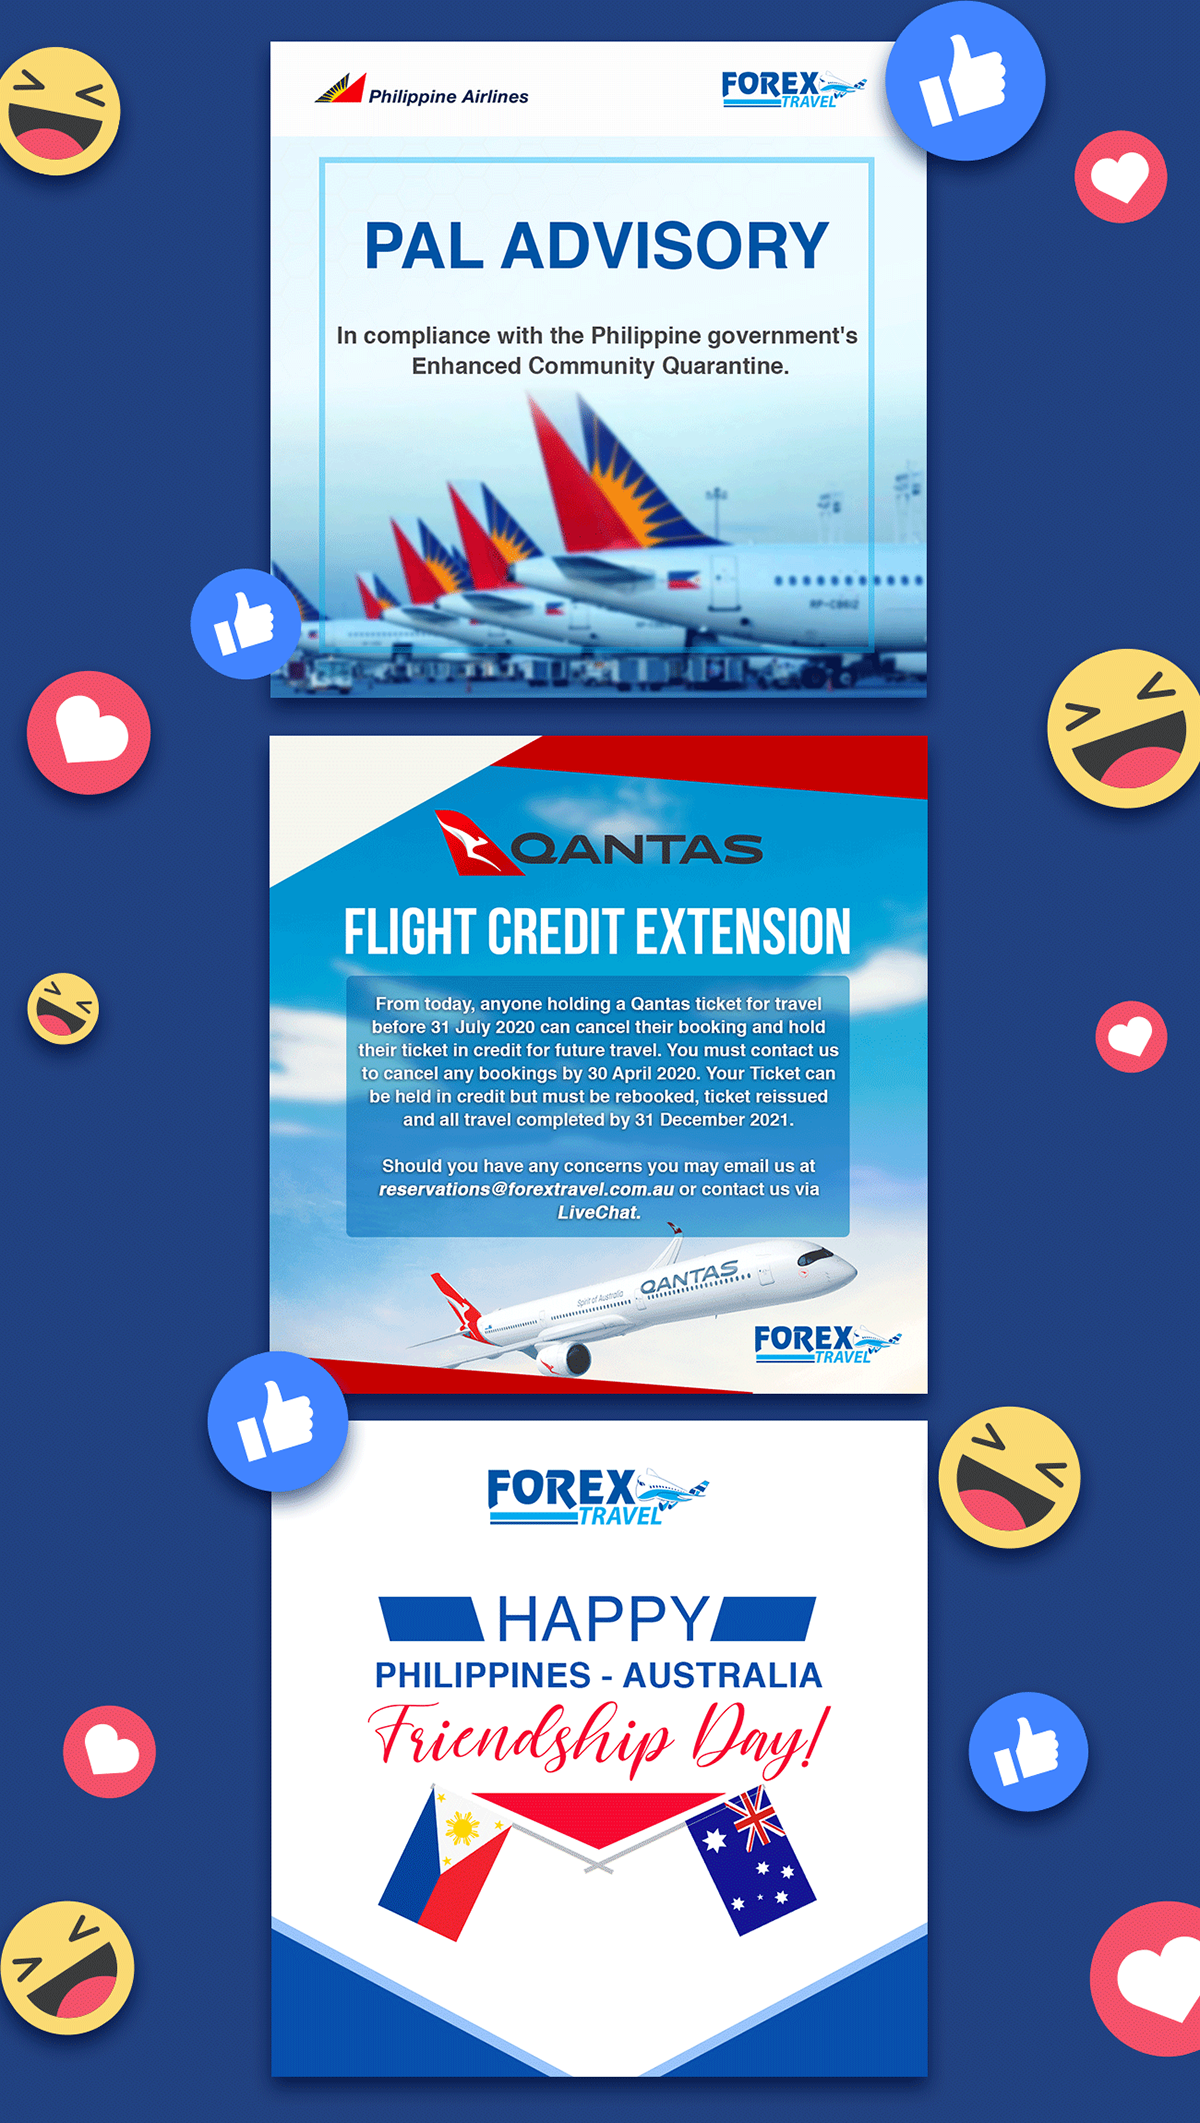 Philippine Airlines
FOREX
TRAVEL
PAL ADVISORY
In compliance with the Philippine government's
Enhanced Community Quarantine.
RP-C8612
QANTAS
FLIGHT CREDIT EXTENSION
From today, anyone holding a Qantas ticket for travel
before 31 July 2020 can cancel their booking and hold
their ticket in credit for future travel. You must contact us
to cancel any bookings by 30 April 2020. Your Ticket can
be held in credit but must be rebooked, ticket reissued
and all travel completed by 31 December 2021.
Should you have any concerns you may email us at
reservations@forextravel.com.au or contact us via
LiveChat.
Spirit of Australia
QANTAS
FOREX
TRAVEL
FOREX
TRAVEL
HAPPY
PHILIPPINES - AUSTRALIA
Friendship Day!